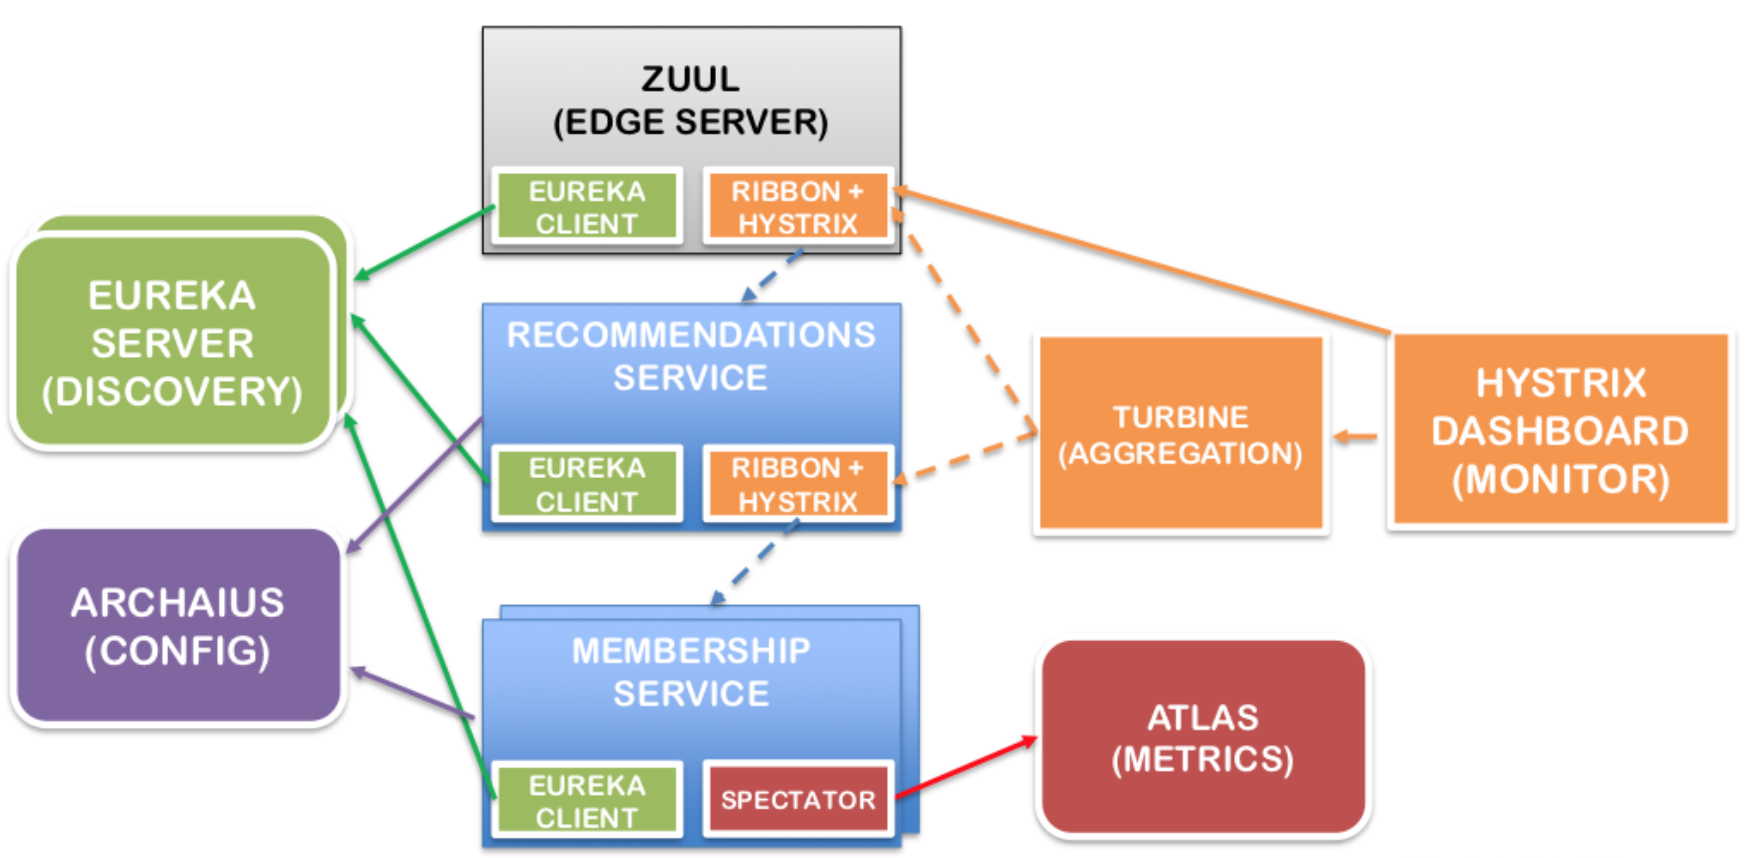 ZUUL
(EDGE SERVER)
EUREKA
CLIENT
RIBBON +
HYSTRIX
EUREKA
SERVER
(DISCOVERY)
RECOMMENDATIONS
SERVICE
EUREKA
CLIENT
RIBBON +
HYSTRIX
TURBINE
(AGGREGATION)
HYSTRIX
DASHBOARD
(MONITOR)
ARCHAIUS
(CONFIG)
MEMBERSHIP
SERVICE
EUREKA
CLIENT
SPECTATOR
ATLAS
(METRICS)